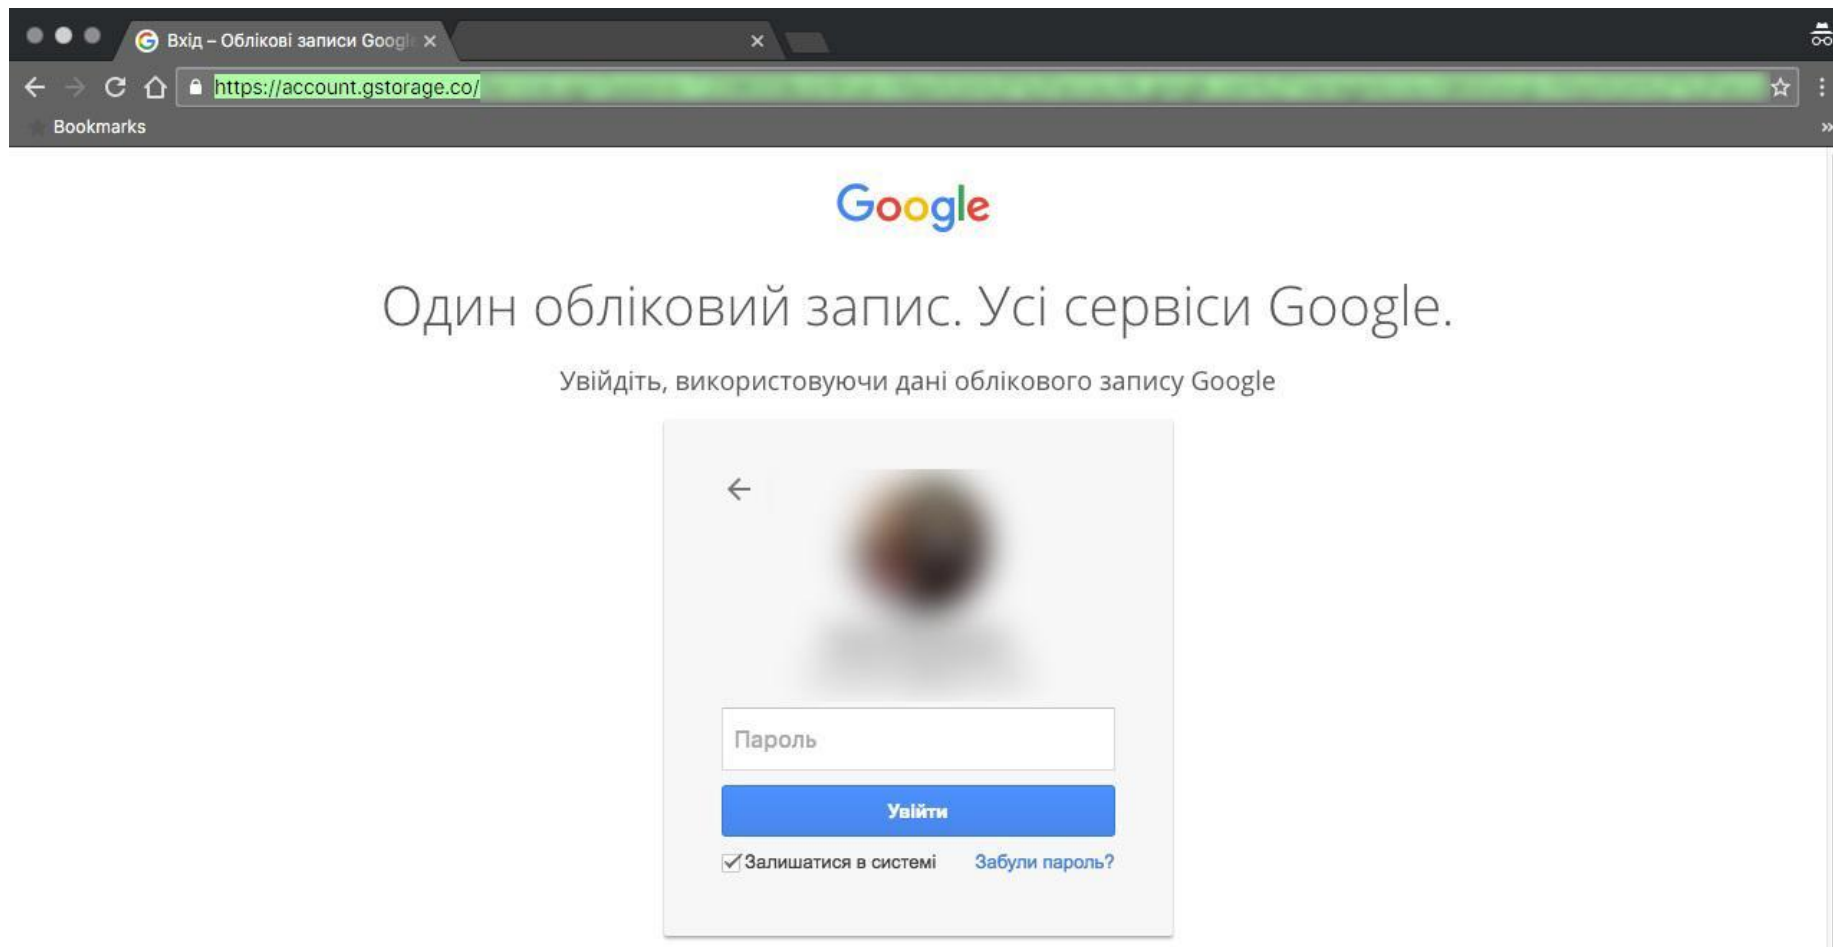 Вхід – Облікові записи Googl
https://account.gstorage.co/
Bookmarks
Google
Один обліковий запис. Усі сервіси Google.
Увійдіть, використовуючи дані облікового запису Google
Пароль
Увійти
Залишатися в системі Забули пароль?